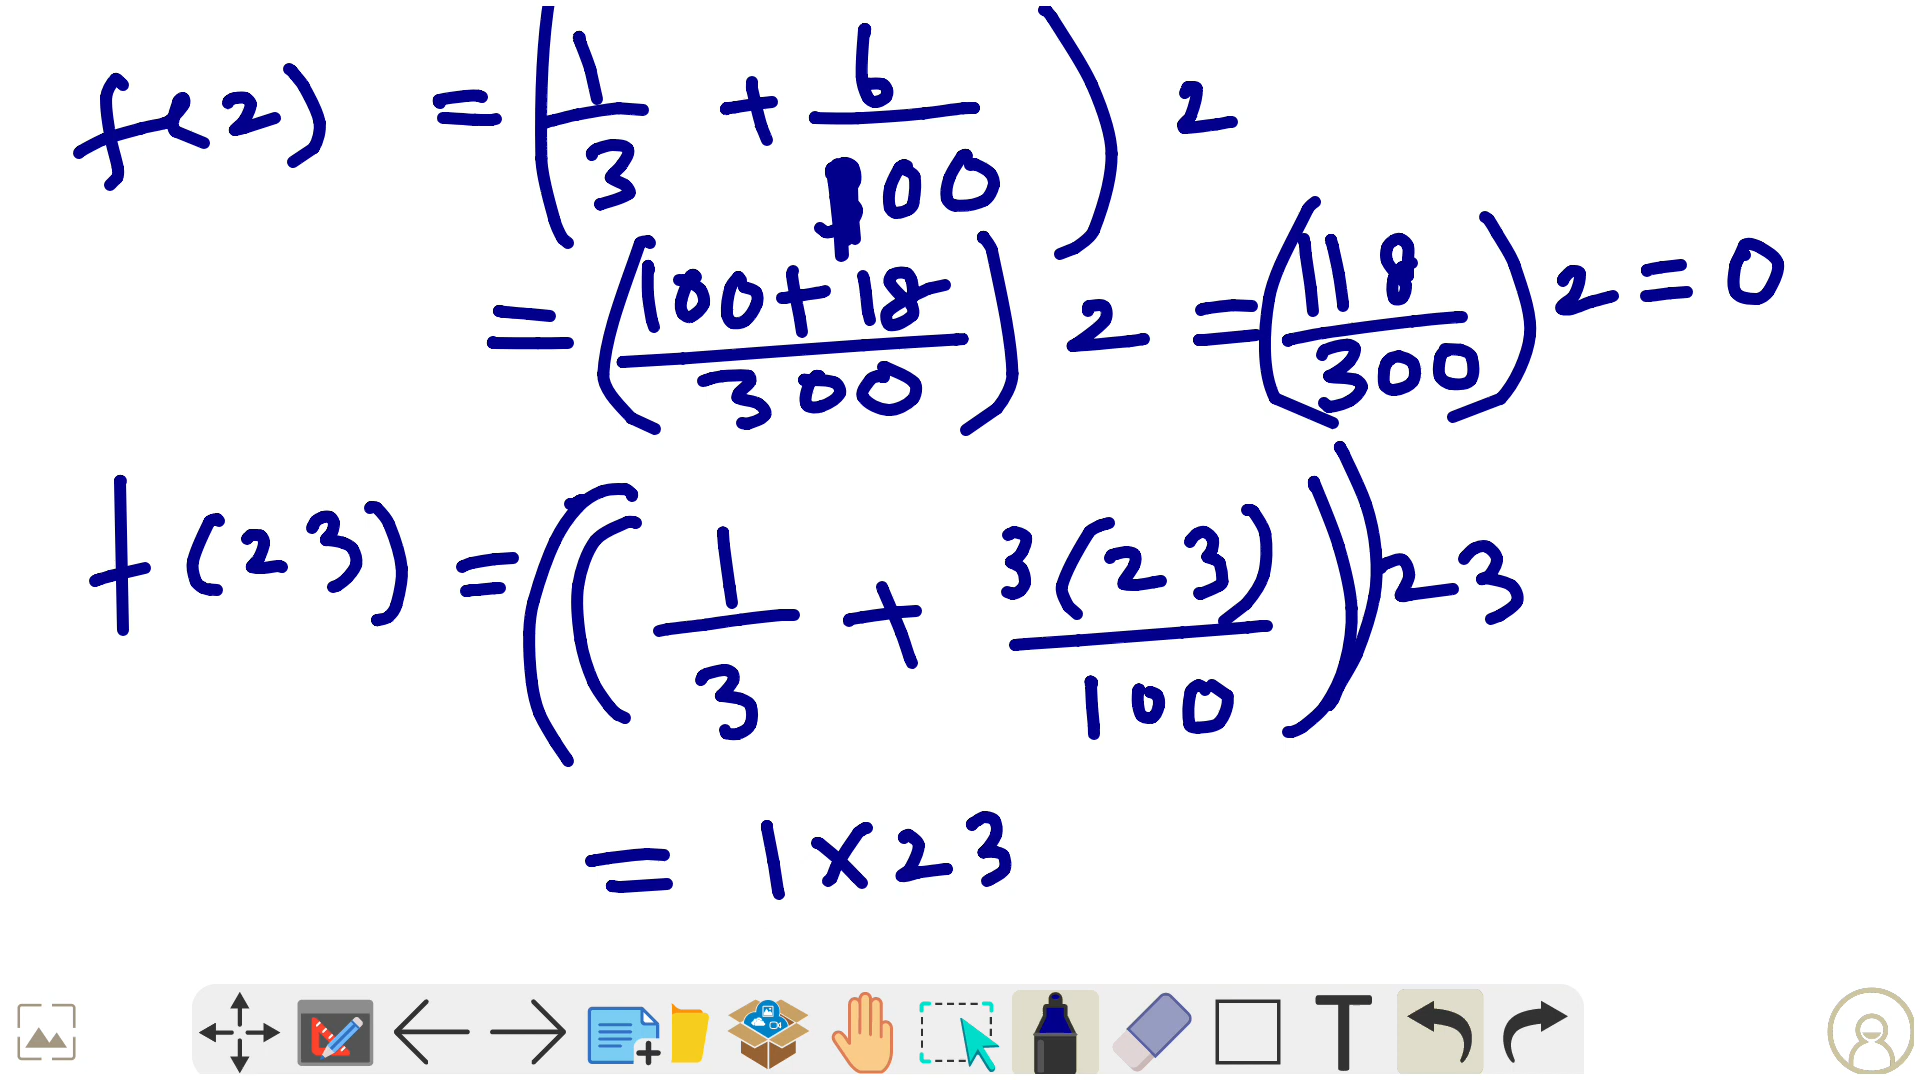 f(2) = (1/3 + 6/100) 2
= (100+18/300) 2 = (118/300) 2 = 0
f(23) = ((1/3 + 3(23)/100)) 23
= 1 x 23
T